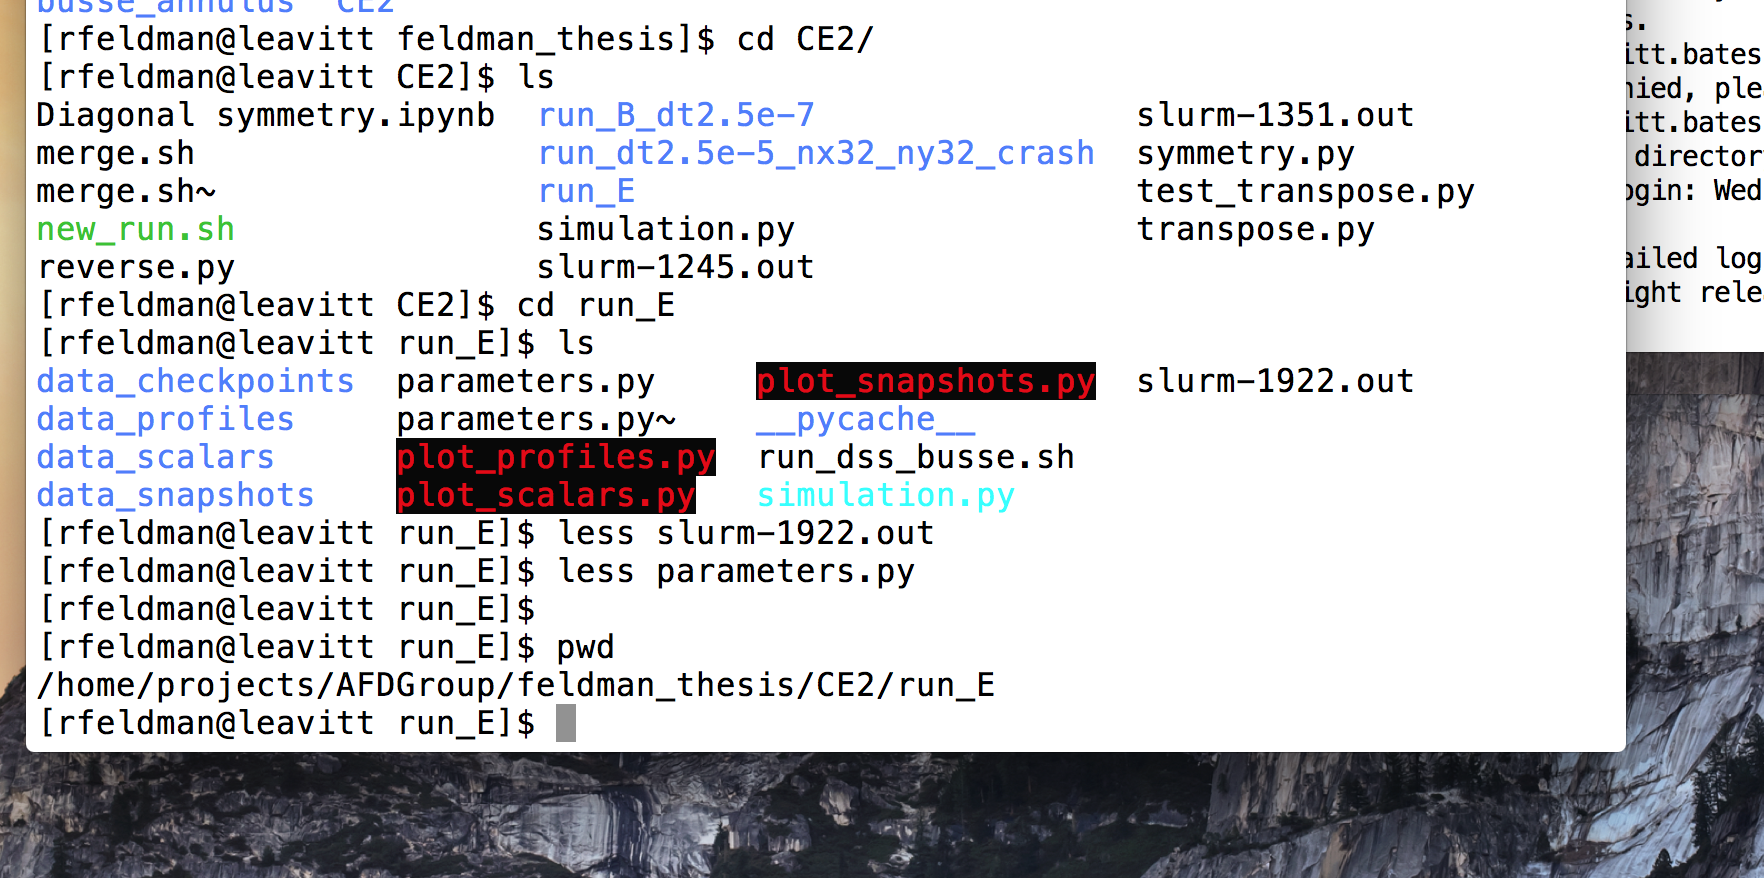 busse_annulus  CE2
[rfeldman@leavitt feldman_thesis]$ cd CE2/
[rfeldman@leavitt CE2]$ ls
Diagonal symmetry.ipynb  run_B_dt2.5e-7                slurm-1351.out
merge.sh                 run_dt2.5e-5_nx32_ny32_crash  symmetry.py
merge.sh~                run_E                         test_transpose.py
new_run.sh               simulation.py                 transpose.py
reverse.py               slurm-1245.out
[rfeldman@leavitt CE2]$ cd run_E
[rfeldman@leavitt run_E]$ ls
data_checkpoints  parameters.py     plot_snapshots.py  slurm-1922.out
data_profiles     parameters.py~    __pycache__
data_scalars      plot_profiles.py  run_dss_busse.sh
data_snapshots    plot_scalars.py   simulation.py
[rfeldman@leavitt run_E]$ less slurm-1922.out
[rfeldman@leavitt run_E]$ less parameters.py
[rfeldman@leavitt run_E]$
[rfeldman@leavitt run_E]$ pwd
/home/projects/AFDGroup/feldman_thesis/CE2/run_E
[rfeldman@leavitt run_E]$
s.
itt.bates
nied, ple
itt.bates
directory
ogin: Wed
ailed log
ight rele